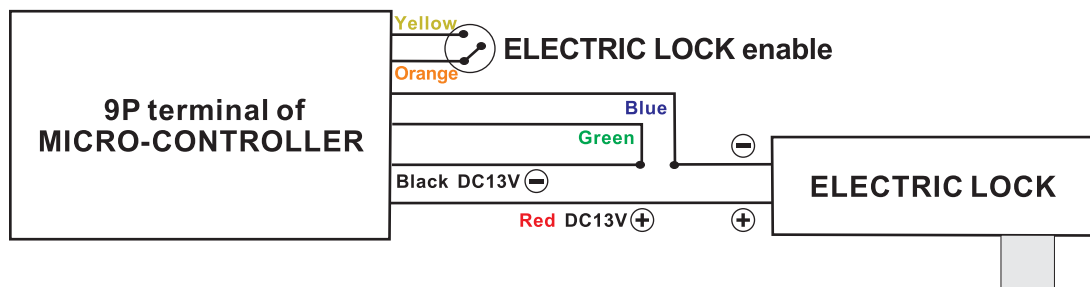 Yellow
ELECTRIC LOCK enable
Orange
9P terminal of
MICRO-CONTROLLER
Blue
Green
Black DC13V
Red DC13V
ELECTRIC LOCK